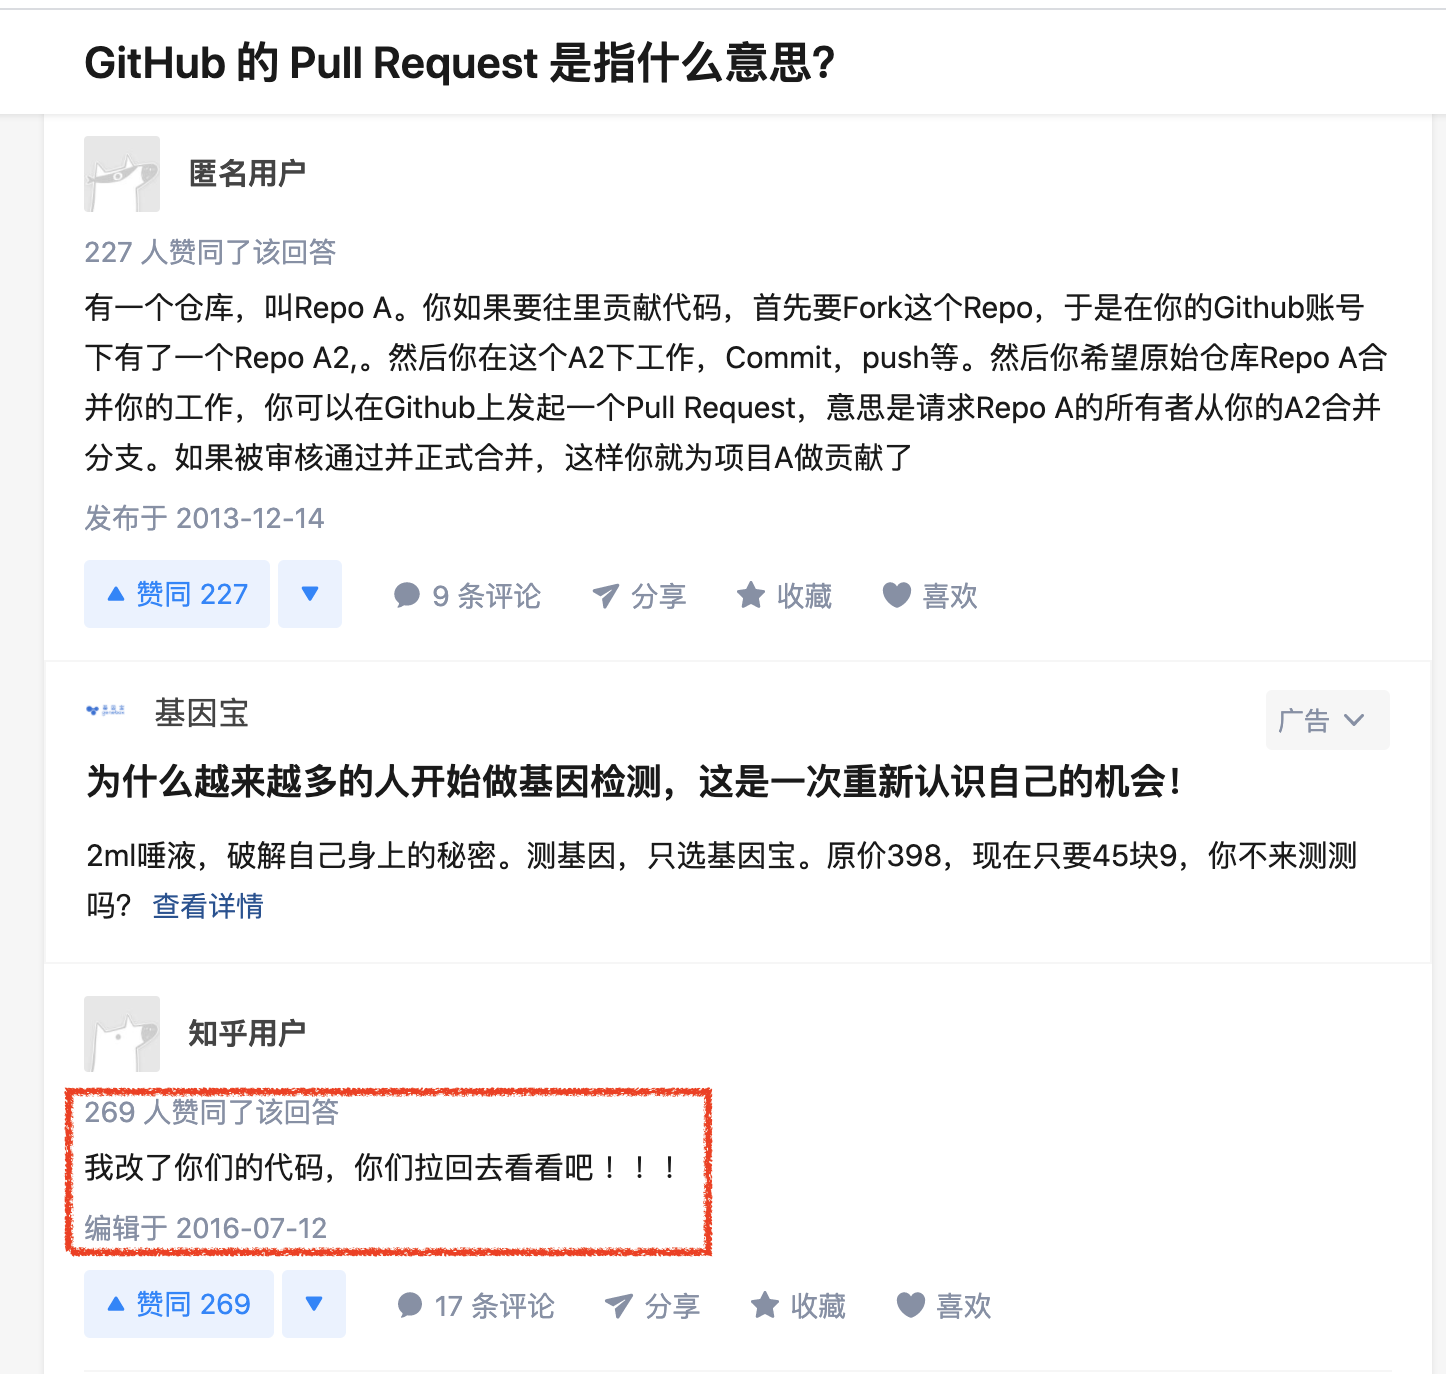 GitHub 的 Pull Request 是指什么意思?
匿名用户
227 人赞同了该回答
有一个仓库，叫Repo A。你如果要往里贡献代码，首先要Fork这个Repo，于是在你的Github账号
下有了一个Repo A2,。然后你在这个A2下工作，Commit，push等。然后你希望原始仓库Repo A合
并你的工作，你可以在Github上发起一个Pull Request，意思是请求Repo A的所有者从你的A2合并
分支。如果被审核通过并正式合并，这样你就为项目A做贡献了
发布于 2013-12-14
赞同 227 9 条评论 分享 收藏 喜欢
基因宝
广告
为什么越来越多的人开始做基因检测，这是一次重新认识自己的机会！
2ml唾液，破解自己身上的秘密。测基因，只选基因宝。原价398，现在只要45块9，你不来测测
吗？ 查看详情
知乎用户
269 人赞同了该回答
我改了你们的代码，你们拉回去看看吧！！！
编辑于 2016-07-12
赞同 269 17 条评论 分享 收藏 喜欢